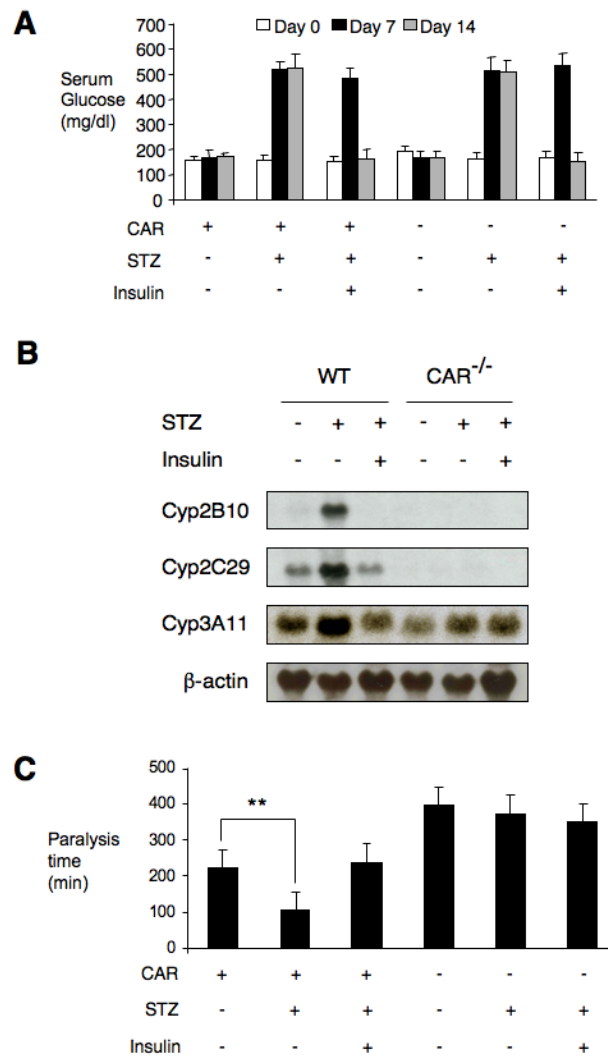 A
Day 0 Day 7 Day 14
Serum
Glucose
(mg/dl)
700
600
500
400
300
200
100
0
CAR + + + - - -
STZ - + + - + +
Insulin - - + - - +
B
WT CAR-/-
STZ - + + - + +
Insulin - - + - - +
Cyp2B10
Cyp2C29
Cyp3A11
β-actin
C
Paralysis
time
(min)
500
400
300
200
100
0
**
CAR + + + - - -
STZ - + + - + +
Insulin - - + - - +